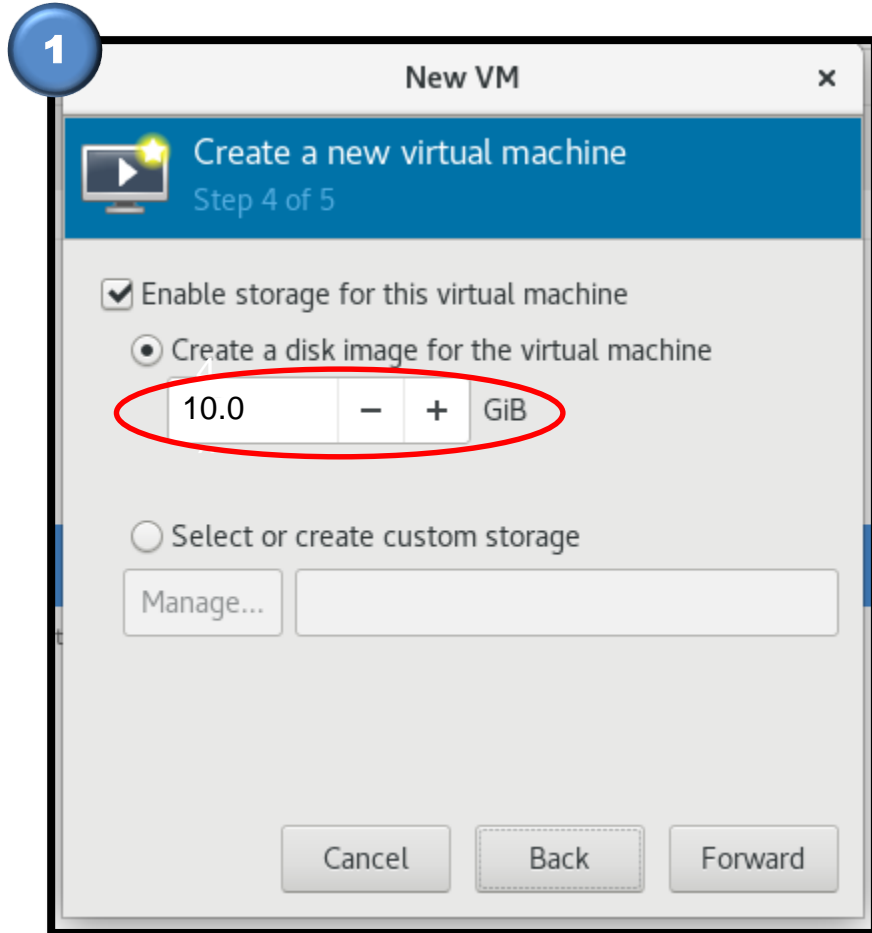 1
New VM ×
Create a new virtual machine
Step 4 of 5
Enable storage for this virtual machine
Create a disk image for the virtual machine
10.0 − + GiB
Select or create custom storage
Manage...
t
Cancel Back Forward